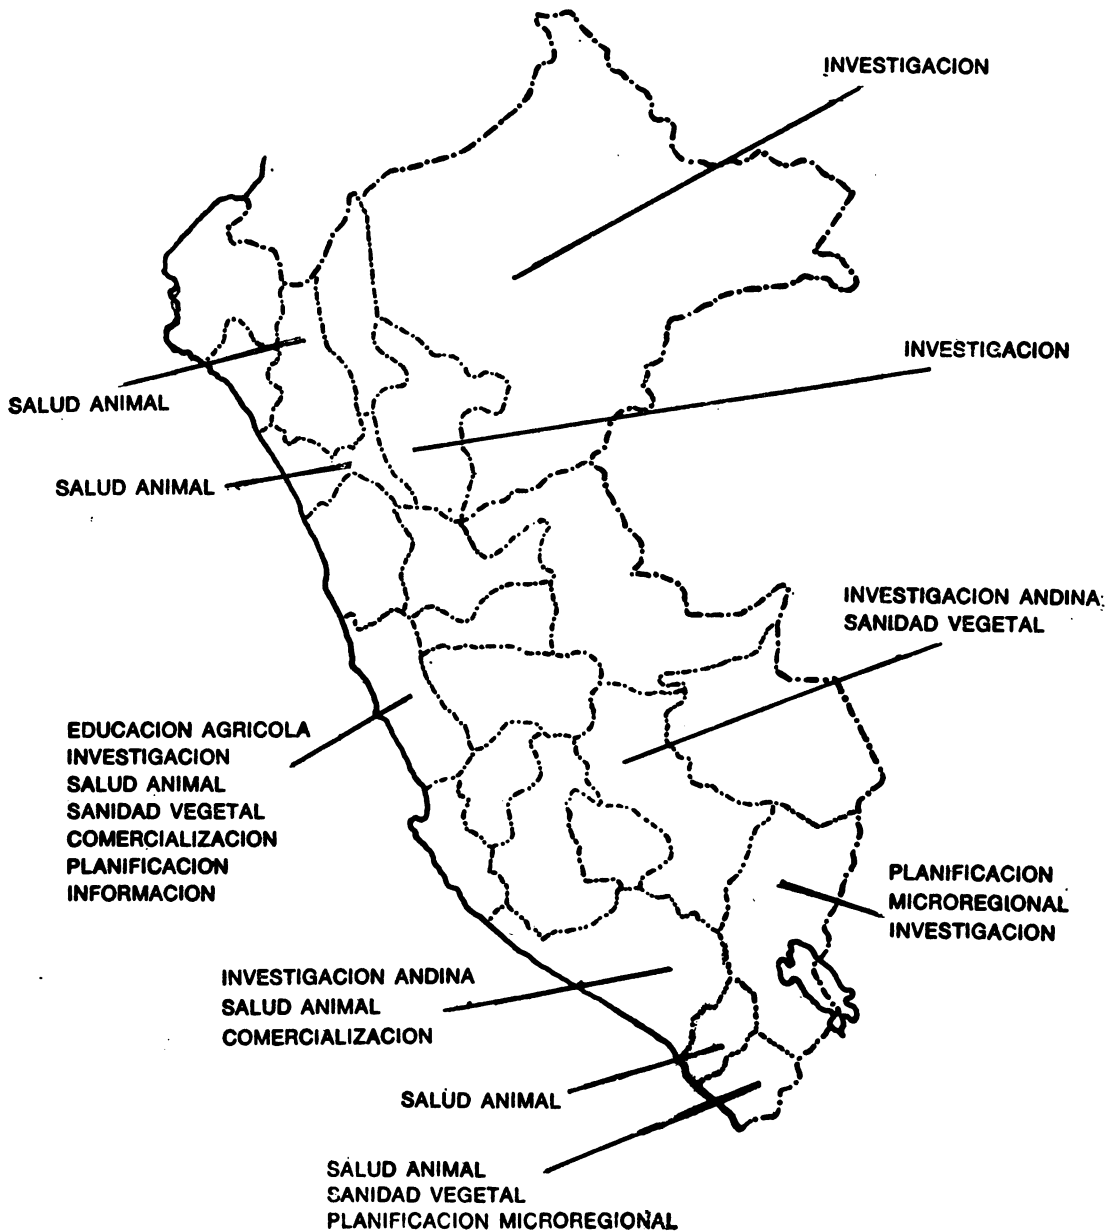 INVESTIGACION
INVESTIGACION
SALUD ANIMAL
SALUD ANIMAL
INVESTIGACION ANDINA
SANIDAD VEGETAL
EDUCACION AGRICOLA
INVESTIGACION
SALUD ANIMAL
SANIDAD VEGETAL
COMERCIALIZACION
PLANIFICACION
INFORMACION
PLANIFICACION
MICROREGIONAL
INVESTIGACION
INVESTIGACION ANDINA
SALUD ANIMAL
COMERCIALIZACION
SALUD ANIMAL
SALUD ANIMAL
SANIDAD VEGETAL
PLANIFICACION MICROREGIONAL